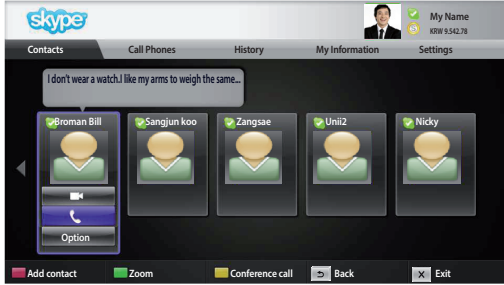 skype
My Name
KRW 9.542.78
Contacts Call Phones History My Information Settings
I don't wear a watch.I like my arms to weigh the same...
Broman Bill Sangjun koo Zangsae Unii2 Nicky
Option
Add contact Zoom Conference call Back X Exit